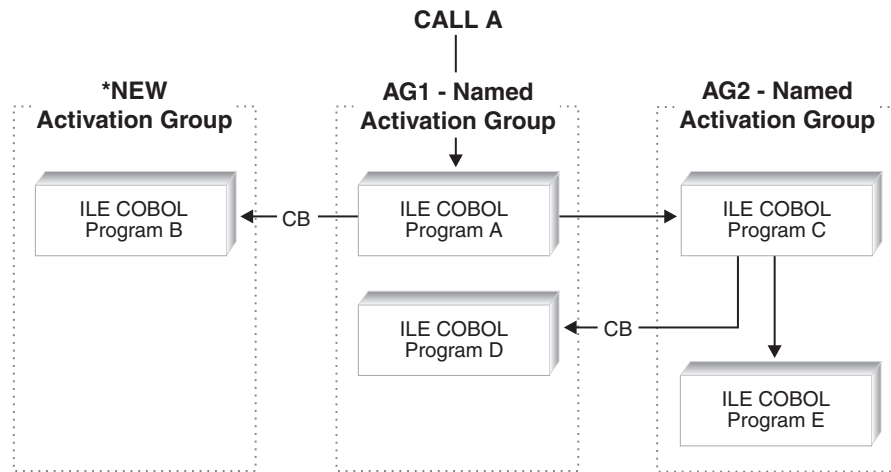 CALL A
*NEW
Activation Group
AG1 - Named
Activation Group
AG2 - Named
Activation Group
ILE COBOL
Program B
CB
ILE COBOL
Program A
ILE COBOL
Program C
ILE COBOL
Program D
CB
ILE COBOL
Program E